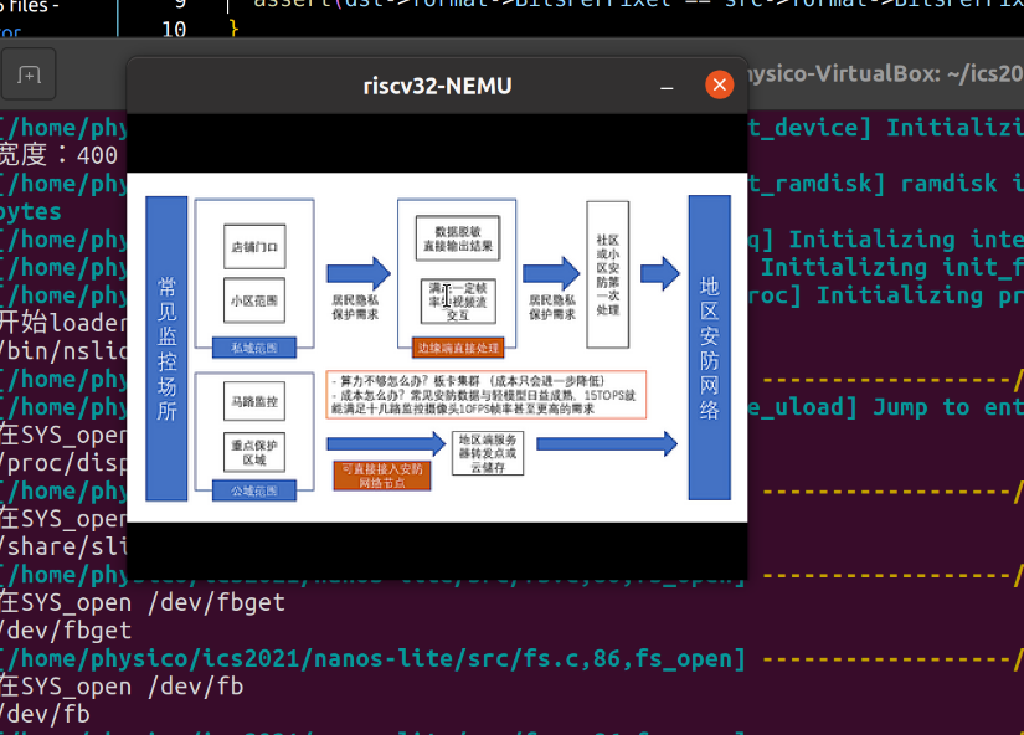 files -
9
assert(dst->format->BitsPerPixel == src->format->BitsPerPix
10 }
riscv32-NEMU
hysico-VirtualBox: ~/ics20
[/home/phy
t_device] Initializi
宽度：400
[/home/phy
t_ramdisk] ramdisk i
bytes
q] Initializing inte
[/home/phy
Initializing init_f
[/home/phy
roc] Initializing pr
开始loader
/bin/nslid
e_uload] Jump to ent
在SYS_open
/proc/disp
[/home/phy
在SYS_open
/share/sli
常见监控场所
店铺门口
小区范围
私域范围
居民隐私
保护需求
数据脱敏
直接输出结果
满足一定帧
率的视频流
交互
边缘端直接处理
居民隐私
保护需求
社区
或小
区安
防第
一次
处理
地区安防网络
马路监控
重点保护
区域
公域范围
- 算力不够怎么办？板卡集群 （成本只会进一步降低）
- 成本怎么办？常见安防数据与轻模型日益成熟，15TOPS就
能满足十几路监控摄像头10FPS帧率甚至更高的需求
可直接接入安防
网络节点
地区端服务
器转发点或
云储存
[/home/physico/ics2021/nanos-lite/src/fs.c,86,fs_open] ------------------/
在SYS_open /dev/fbget
/dev/fbget
[/home/physico/ics2021/nanos-lite/src/fs.c,86,fs_open] ------------------/
在SYS_open /dev/fb
/dev/fb